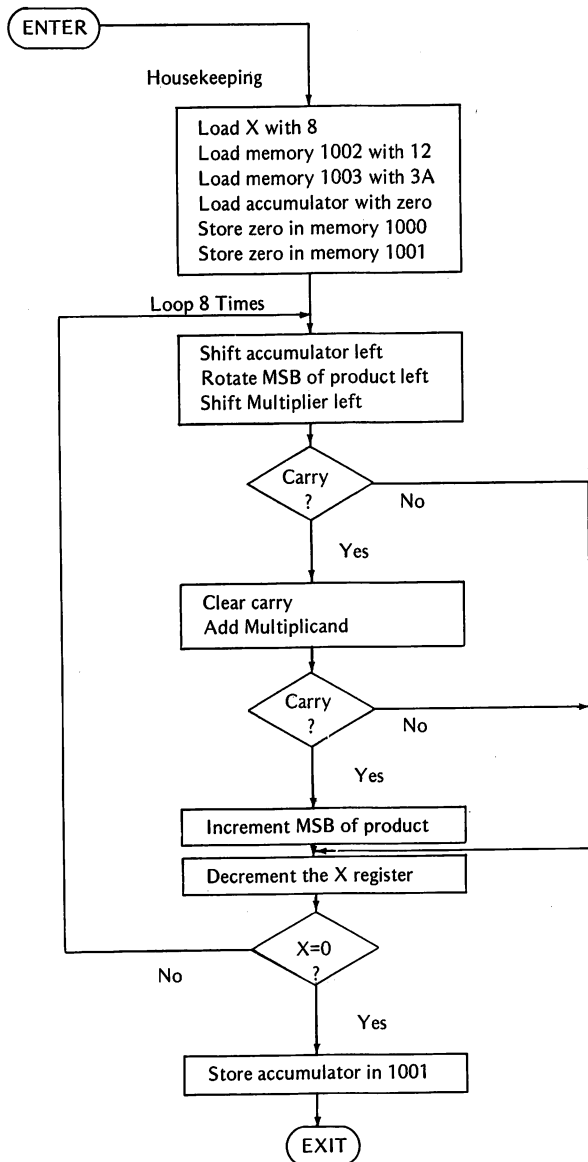 ENTER
Housekeeping
Load X with 8
Load memory 1002 with 12
Load memory 1003 with 3A
Load accumulator with zero
Store zero in memory 1000
Store zero in memory 1001
Loop 8 Times
Shift accumulator left
Rotate MSB of product left
Shift Multiplier left
Carry
?
No
Yes
Clear carry
Add Multiplicand
Carry
?
No
Yes
Increment MSB of product
Decrement the X register
X=0
?
No
Yes
Store accumulator in 1001
EXIT